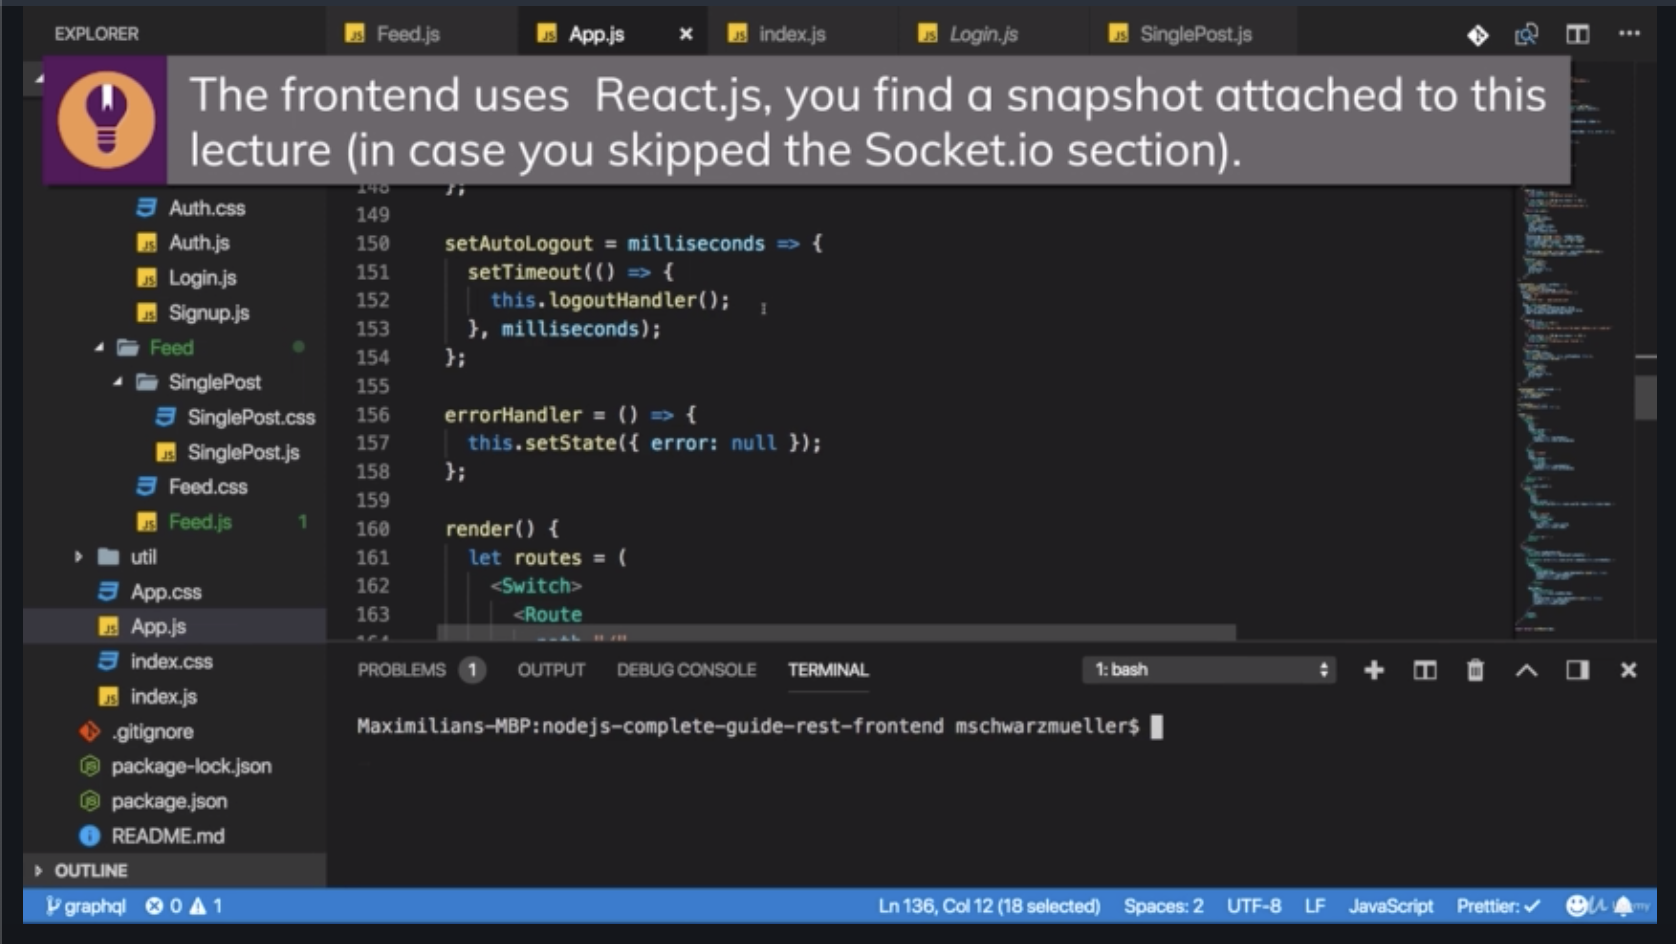 EXPLORER
Feed.js
App.js
index.js
Login.js
SinglePost.js
The frontend uses React.js, you find a snapshot attached to this
lecture (in case you skipped the Socket.io section).
Auth.css
Auth.js
Login.js
Signup.js
Feed
SinglePost
SinglePost.css
SinglePost.js
Feed.css
Feed.js 1
util
App.css
App.js
index.css
index.js
.gitignore
package-lock.json
package.json
README.md
OUTLINE
148 };
149
150 setAutoLogout = milliseconds => {
151 setTimeout(() => {
152 this.logoutHandler();
153 }, milliseconds);
154 };
155
156 errorHandler = () => {
157 this.setState({ error: null });
158 };
159
160 render() {
161 let routes = (
162 <Switch>
163 <Route
164 path="/"
PROBLEMS 1 OUTPUT DEBUG CONSOLE TERMINAL 1: bash
Maximilians-MBP:nodejs-complete-guide-rest-frontend mschwarzmueller$
graphql 0 1 Ln 136, Col 12 (18 selected) Spaces: 2 UTF-8 LF JavaScript Prettier: ✓